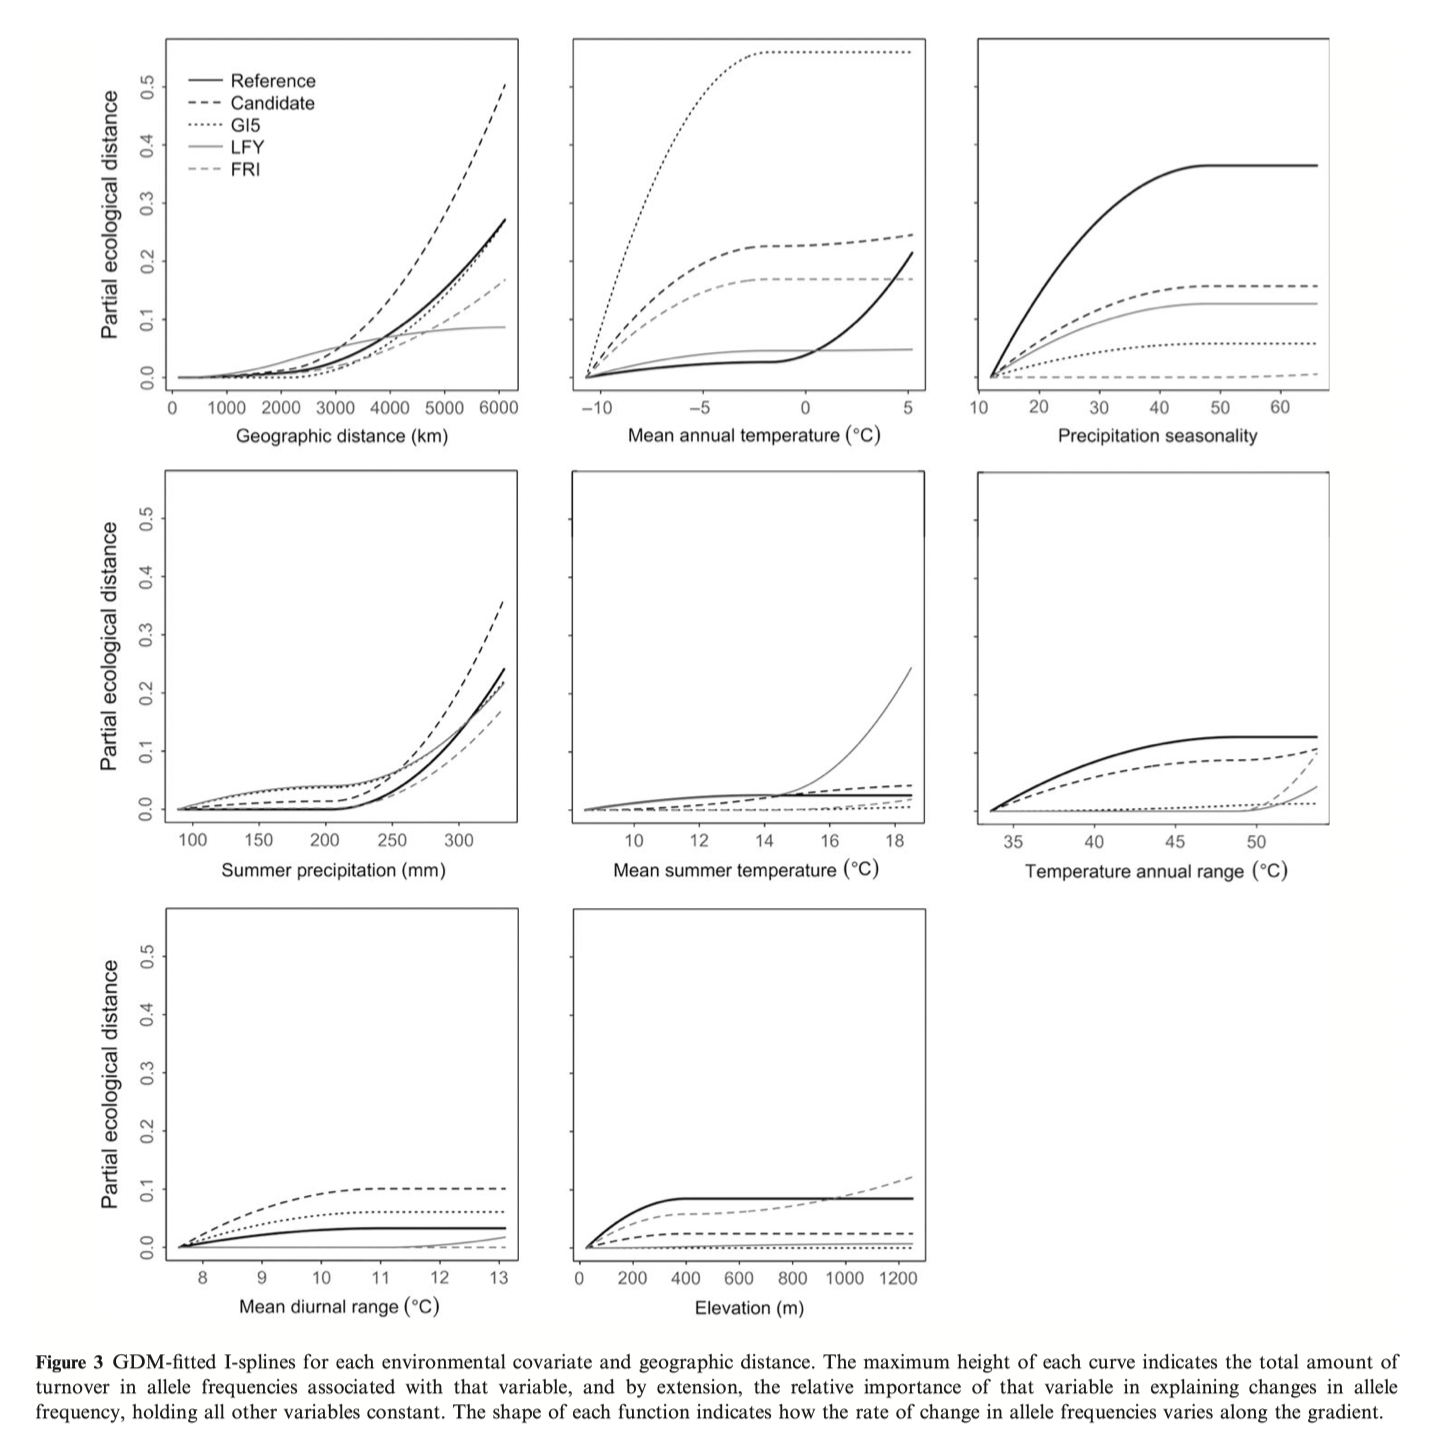 Partial ecological distance
0.0 0.1 0.2 0.3 0.4 0.5
Reference
Candidate
GI5
LFY
FRI
0 1000 2000 3000 4000 5000 6000
Geographic distance (km)
−10 −5 0 5
Mean annual temperature (°C)
10 20 30 40 50 60
Precipitation seasonality
Partial ecological distance
0.0 0.1 0.2 0.3 0.4 0.5
100 150 200 250 300
Summer precipitation (mm)
10 12 14 16 18
Mean summer temperature (°C)
35 40 45 50
Temperature annual range (°C)
Partial ecological distance
0.0 0.1 0.2 0.3 0.4 0.5
8 9 10 11 12 13
Mean diurnal range (°C)
0 200 400 600 800 1000 1200
Elevation (m)
Figure 3 GDM-fitted I-splines for each environmental covariate and geographic distance. The maximum height of each curve indicates the total amount of
turnover in allele frequencies associated with that variable, and by extension, the relative importance of that variable in explaining changes in allele
frequency, holding all other variables constant. The shape of each function indicates how the rate of change in allele frequencies varies along the gradient.